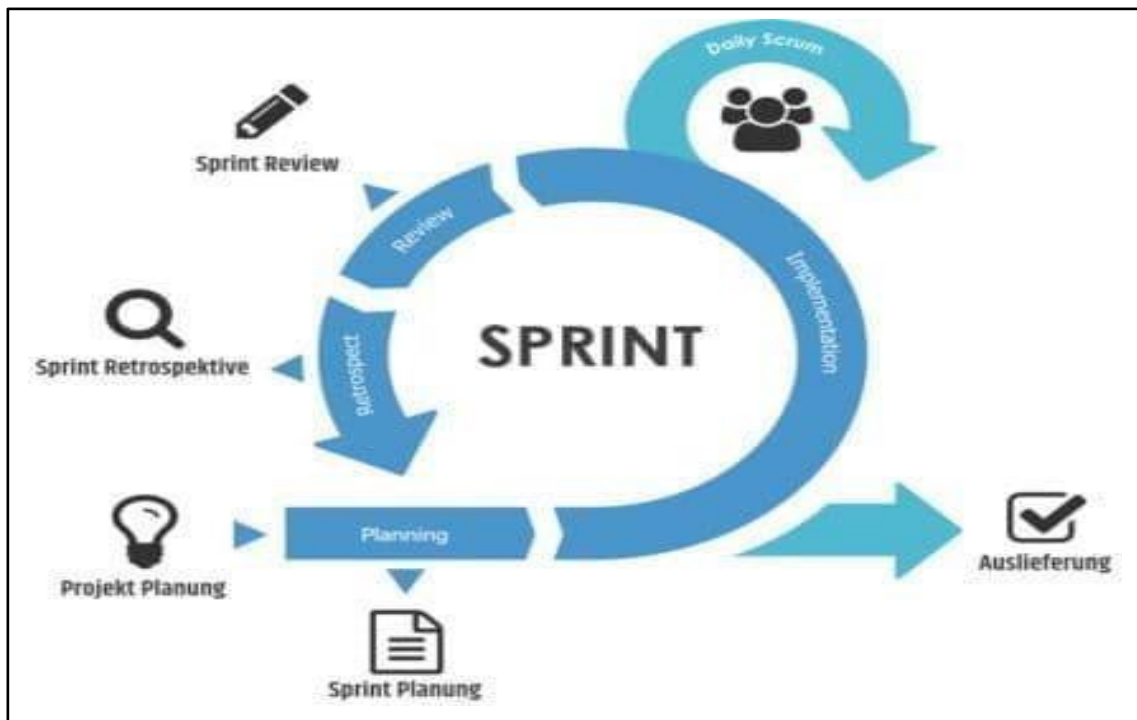 Daily Scrum
Sprint Review
Review
Implementation
SPRINT
Sprint Retrospektive
Retrospect
Projekt Planung
Planning
Auslieferung
Sprint Planung